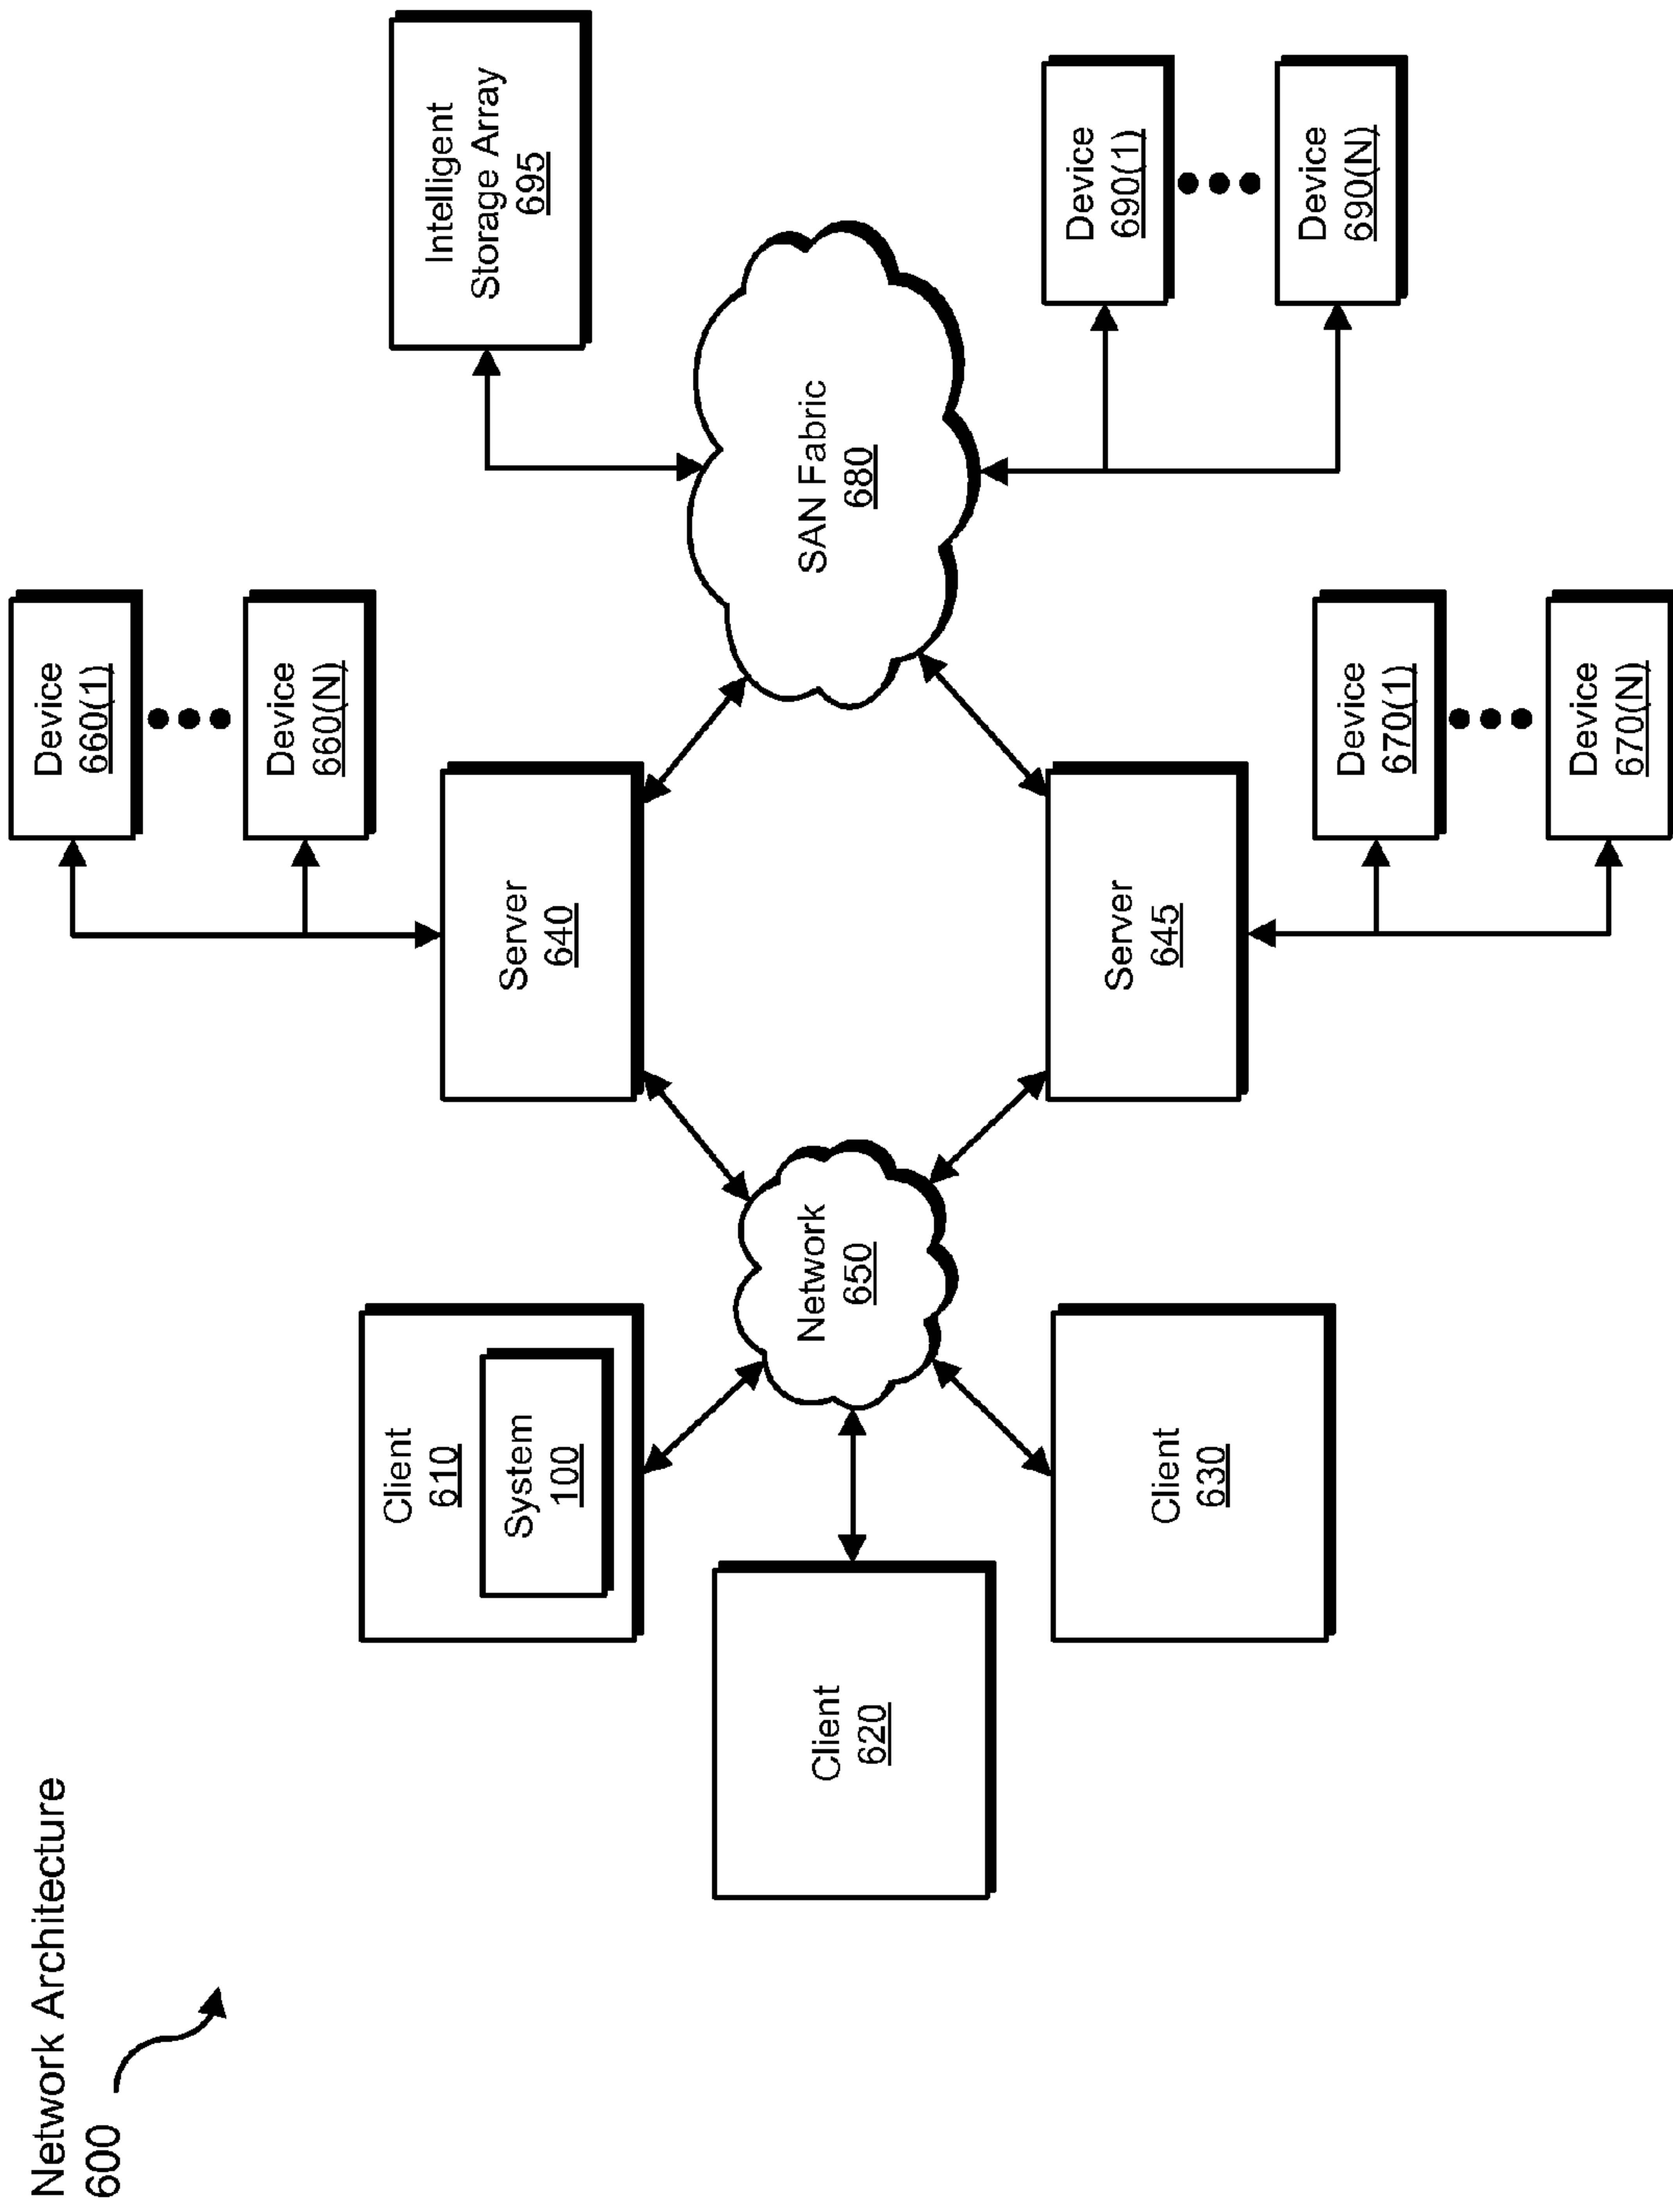 Network Architecture
600
Device
660(1)
Device
660(N)
Intelligent
Storage Array
695
Client
610
System
100
Server
640
Client
620
Network
650
SAN Fabric
680
Client
630
Server
645
Device
690(1)
Device
690(N)
Device
670(1)
Device
670(N)